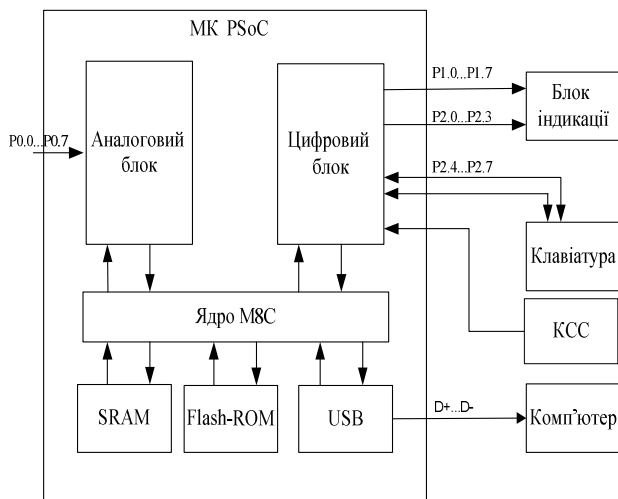 МК PSoC
P1.0...P1.7
Блок
індикації
P2.0...P2.3
Аналоговий
блок
Цифровий
блок
P0.0...P0.7
P2.4...P2.7
Клавіатура
Ядро М8С
КСС
SRAM
Flash-ROM
USB
D+...D-
Комп’ютер